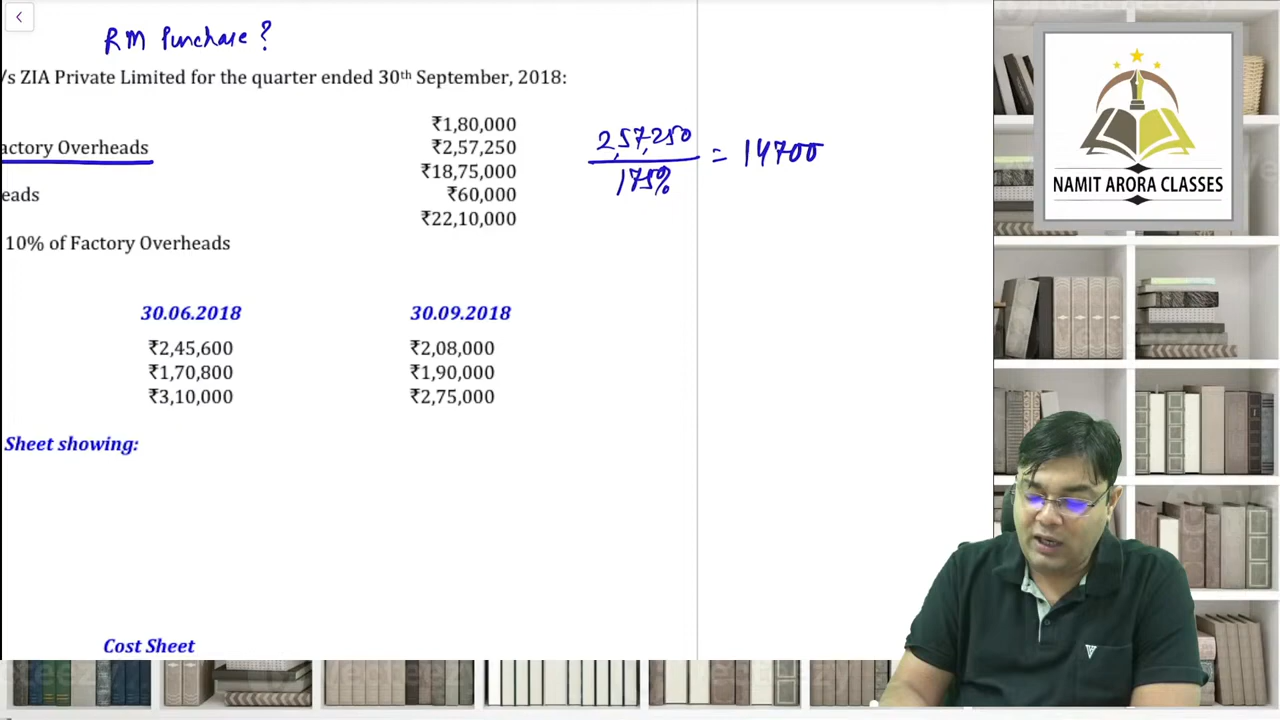 RM Purchase?
/s ZIA Private Limited for the quarter ended 30th September, 2018:
₹1,80,000
actory Overheads ₹2,57,250
₹18,75,000
eads ₹60,000
₹22,10,000
10% of Factory Overheads
2,57,250 / 175% = 14700
30.06.2018 30.09.2018
₹2,45,600 ₹2,08,000
₹1,70,800 ₹1,90,000
₹3,10,000 ₹2,75,000
Sheet showing:
Cost Sheet
NAMIT ARORA CLASSES